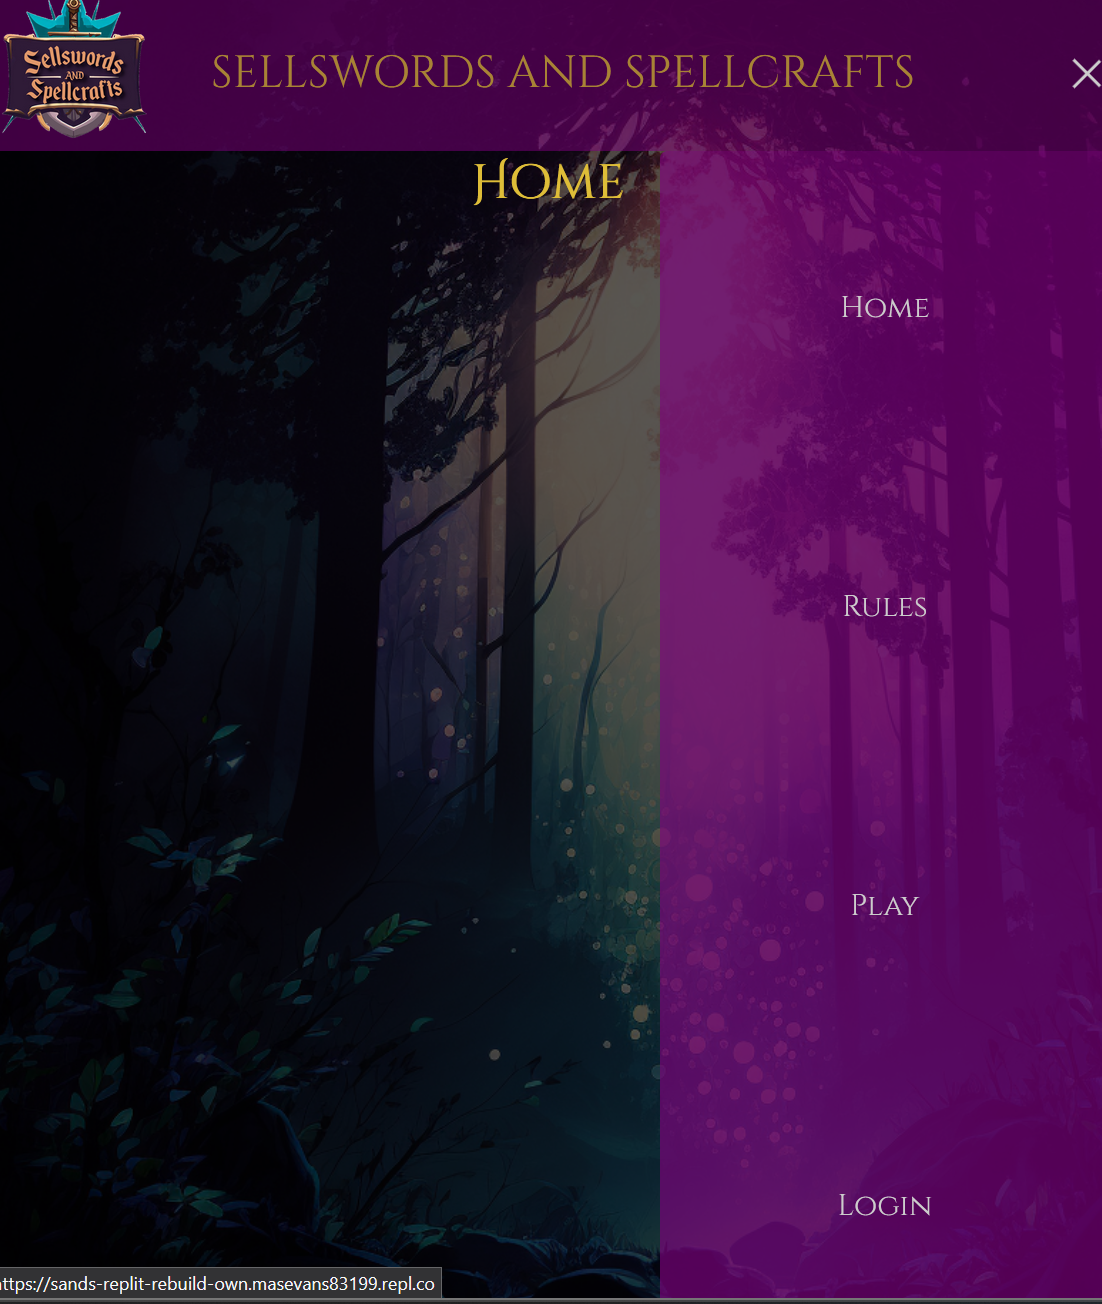 Sellswords
AND
Spellcrafts
SELLSWORDS AND SPELLCRAFTS
Home
Home
Rules
Play
Login
ttps://sands-replit-rebuild-own.masevans83199.repl.co